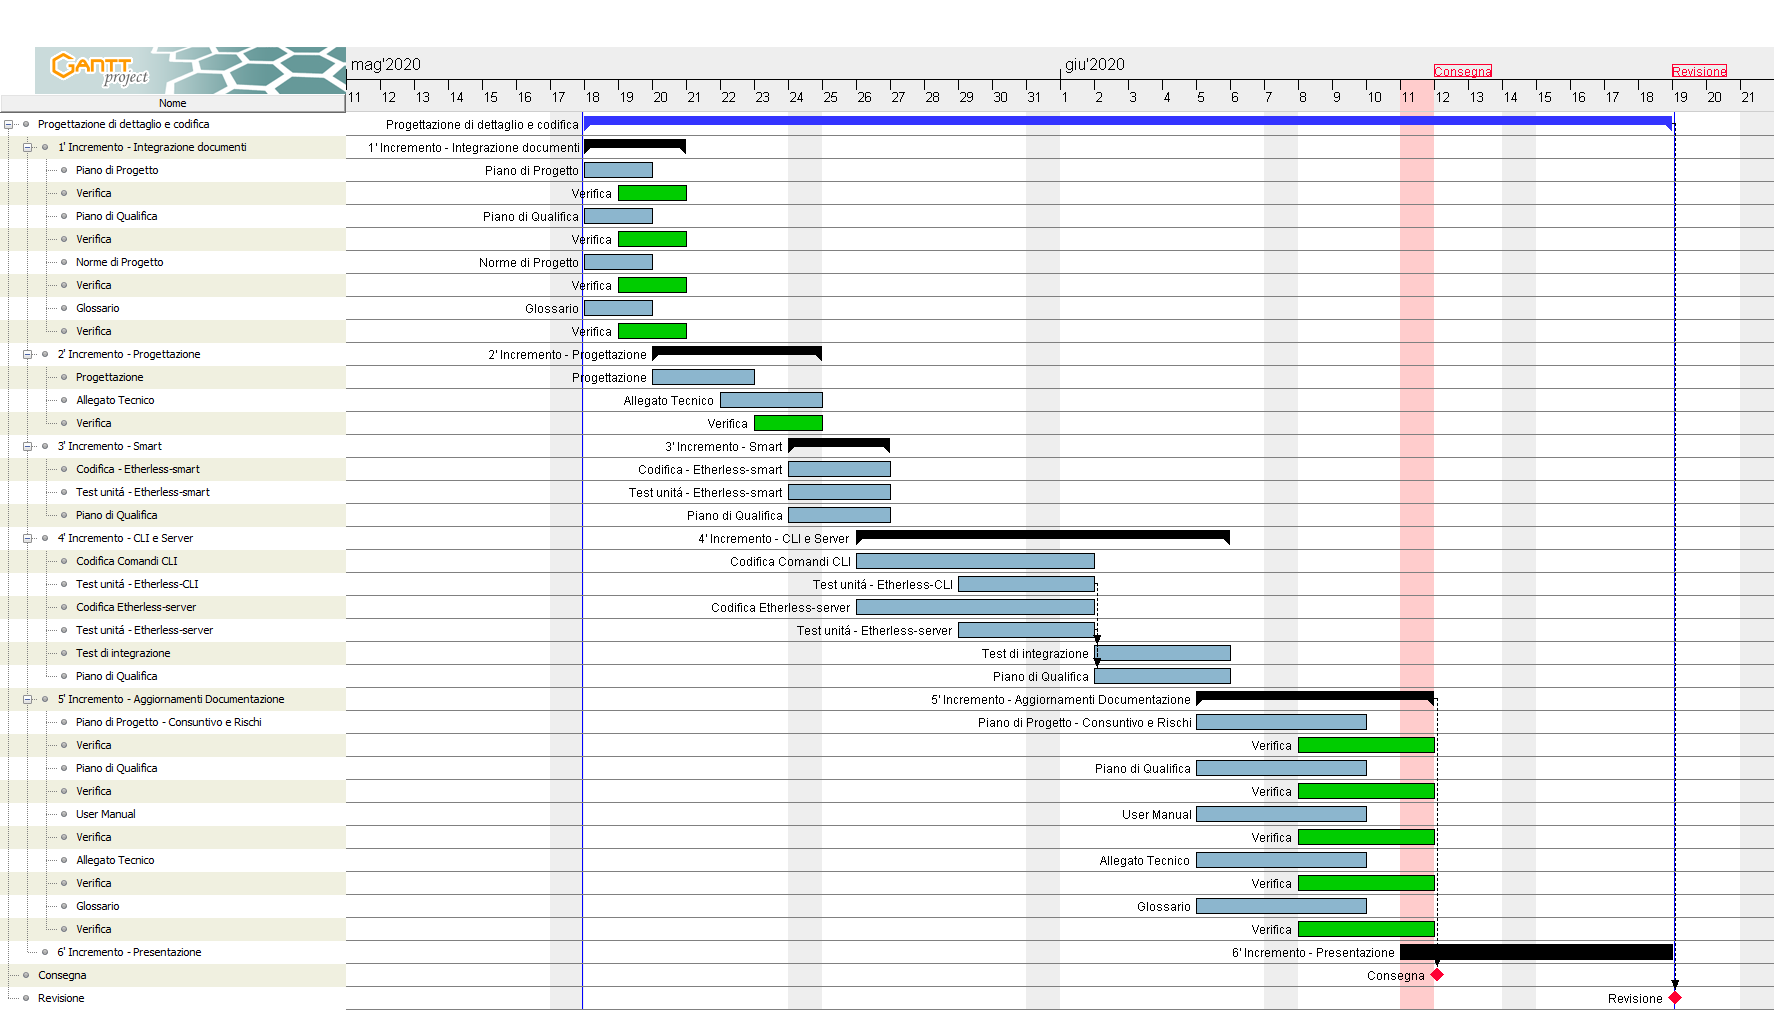 GANTT
project
Nome
mag'2020
giu'2020
Consegna
Revisione
11 12 13 14 15 16 17 18 19 20 21 22 23 24 25 26 27 28 29 30 31 1 2 3 4 5 6 7 8 9 10 11 12 13 14 15 16 17 18 19 20 21
Progettazione di dettaglio e codifica Progettazione di dettaglio e codifica
1' Incremento - Integrazione documenti 1' Incremento - Integrazione documenti
Piano di Progetto Piano di Progetto
Verifica Verifica
Piano di Qualifica Piano di Qualifica
Verifica Verifica
Norme di Progetto Norme di Progetto
Verifica Verifica
Glossario Glossario
Verifica Verifica
2' Incremento - Progettazione 2' Incremento - Progettazione
Progettazione Progettazione
Allegato Tecnico Allegato Tecnico
Verifica Verifica
3' Incremento - Smart 3' Incremento - Smart
Codifica - Etherless-smart Codifica - Etherless-smart
Test unitá - Etherless-smart Test unitá - Etherless-smart
Piano di Qualifica Piano di Qualifica
4' Incremento - CLI e Server 4' Incremento - CLI e Server
Codifica Comandi CLI Codifica Comandi CLI
Test unitá - Etherless-CLI Test unitá - Etherless-CLI
Codifica Etherless-server Codifica Etherless-server
Test unitá - Etherless-server Test unitá - Etherless-server
Test di integrazione Test di integrazione
Piano di Qualifica Piano di Qualifica
5' Incremento - Aggiornamenti Documentazione 5' Incremento - Aggiornamenti Documentazione
Piano di Progetto - Consuntivo e Rischi Piano di Progetto - Consuntivo e Rischi
Verifica Verifica
Piano di Qualifica Piano di Qualifica
Verifica Verifica
User Manual User Manual
Verifica Verifica
Allegato Tecnico Allegato Tecnico
Verifica Verifica
Glossario Glossario
Verifica Verifica
6' Incremento - Presentazione 6' Incremento - Presentazione
Consegna Consegna
Revisione Revisione